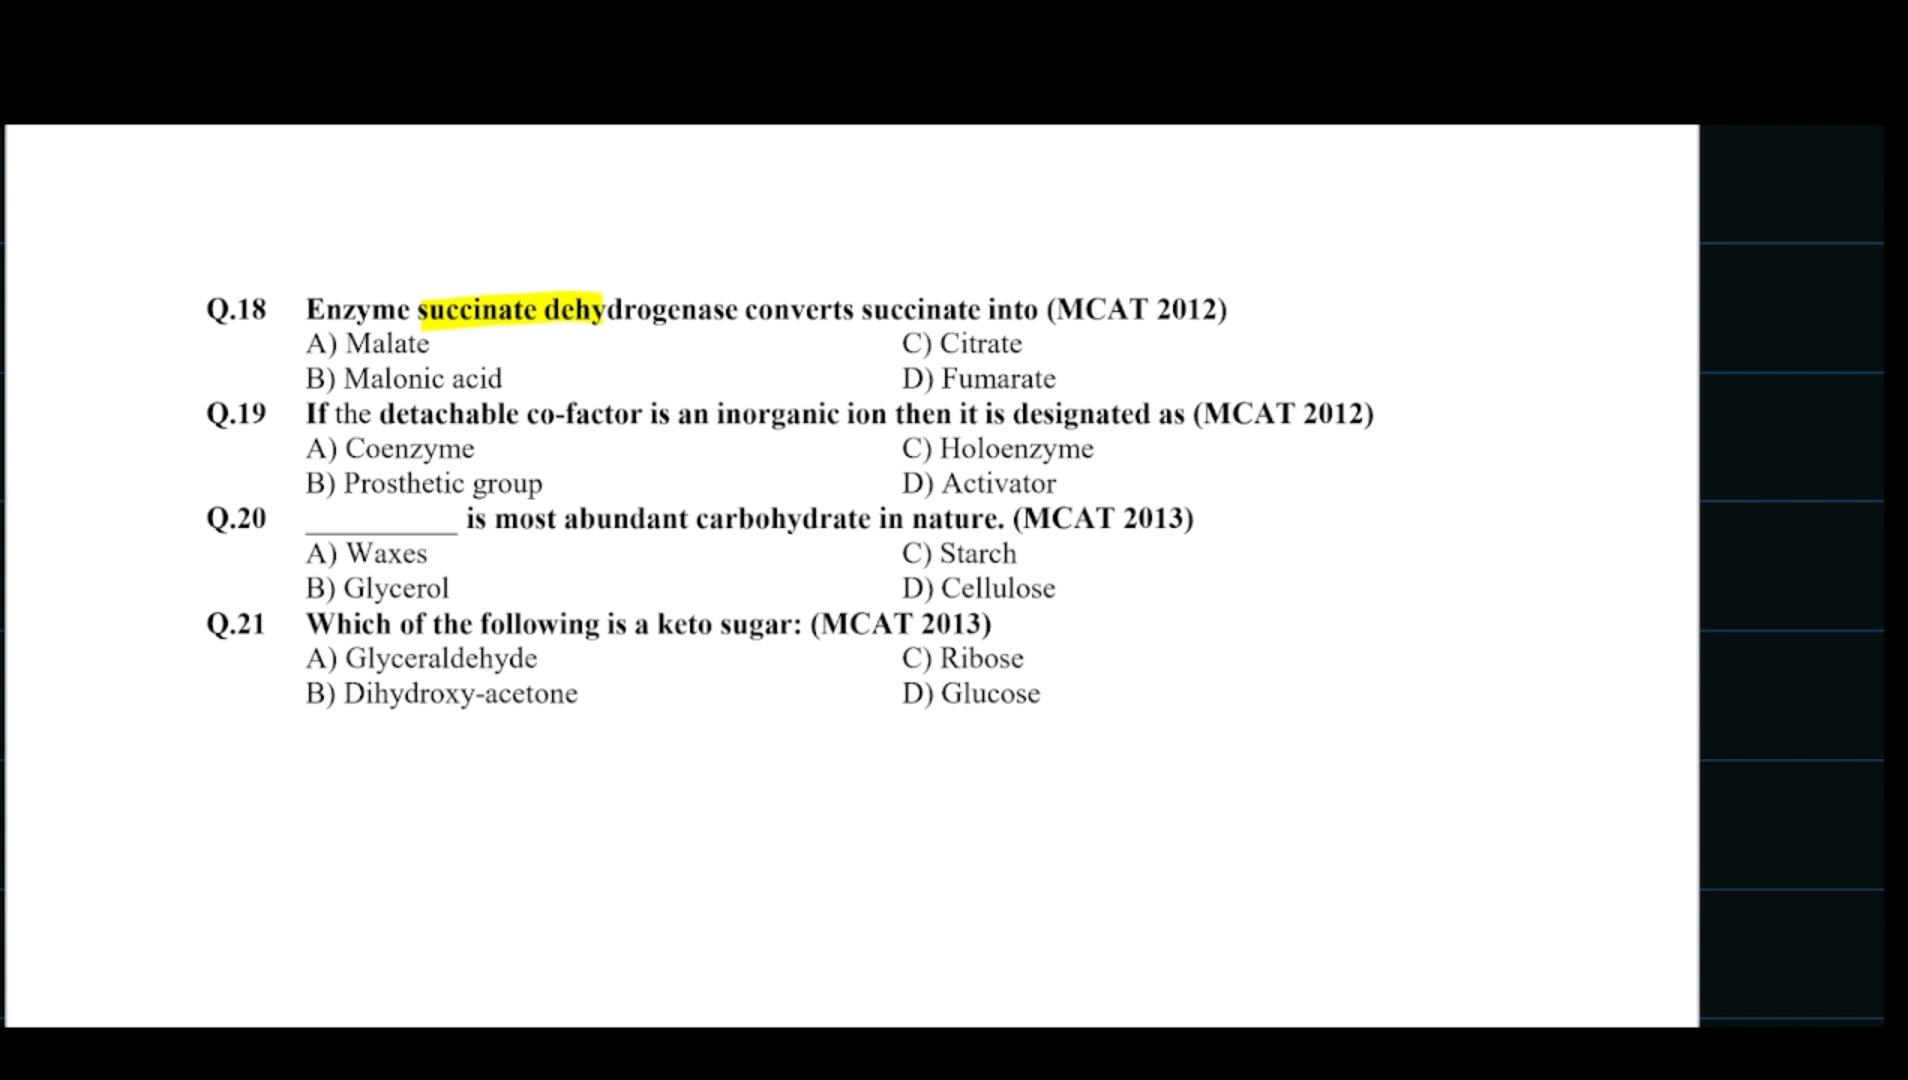 Q.18 Enzyme succinate dehydrogenase converts succinate into (MCAT 2012)
A) Malate C) Citrate
B) Malonic acid D) Fumarate
Q.19 If the detachable co-factor is an inorganic ion then it is designated as (MCAT 2012)
A) Coenzyme C) Holoenzyme
B) Prosthetic group D) Activator
Q.20 __________ is most abundant carbohydrate in nature. (MCAT 2013)
A) Waxes C) Starch
B) Glycerol D) Cellulose
Q.21 Which of the following is a keto sugar: (MCAT 2013)
A) Glyceraldehyde C) Ribose
B) Dihydroxy-acetone D) Glucose